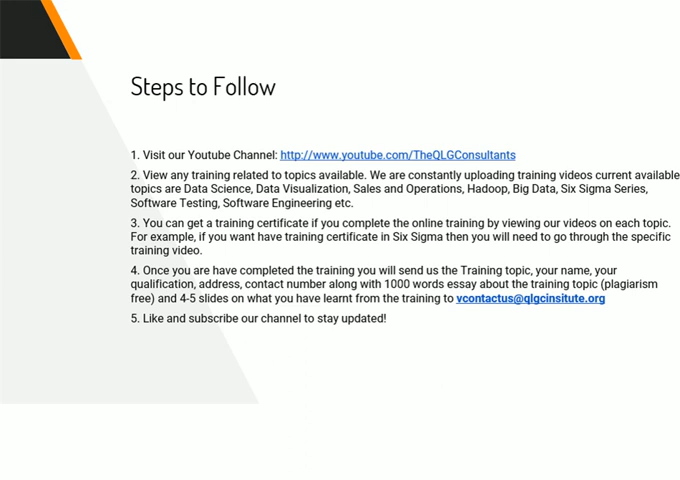 Steps to Follow
1. Visit our Youtube Channel: http://www.youtube.com/TheQLGConsultants
2. View any training related to topics available. We are constantly uploading training videos current available
topics are Data Science, Data Visualization, Sales and Operations, Hadoop, Big Data, Six Sigma Series,
Software Testing, Software Engineering etc.
3. You can get a training certificate if you complete the online training by viewing our videos on each topic.
For example, if you want have training certificate in Six Sigma then you will need to go through the specific
training video.
4. Once you are have completed the training you will send us the Training topic, your name, your
qualification, address, contact number along with 1000 words essay about the training topic (plagiarism
free) and 4-5 slides on what you have learnt from the training to vcontactus@qlgcinsitute.org
5. Like and subscribe our channel to stay updated!